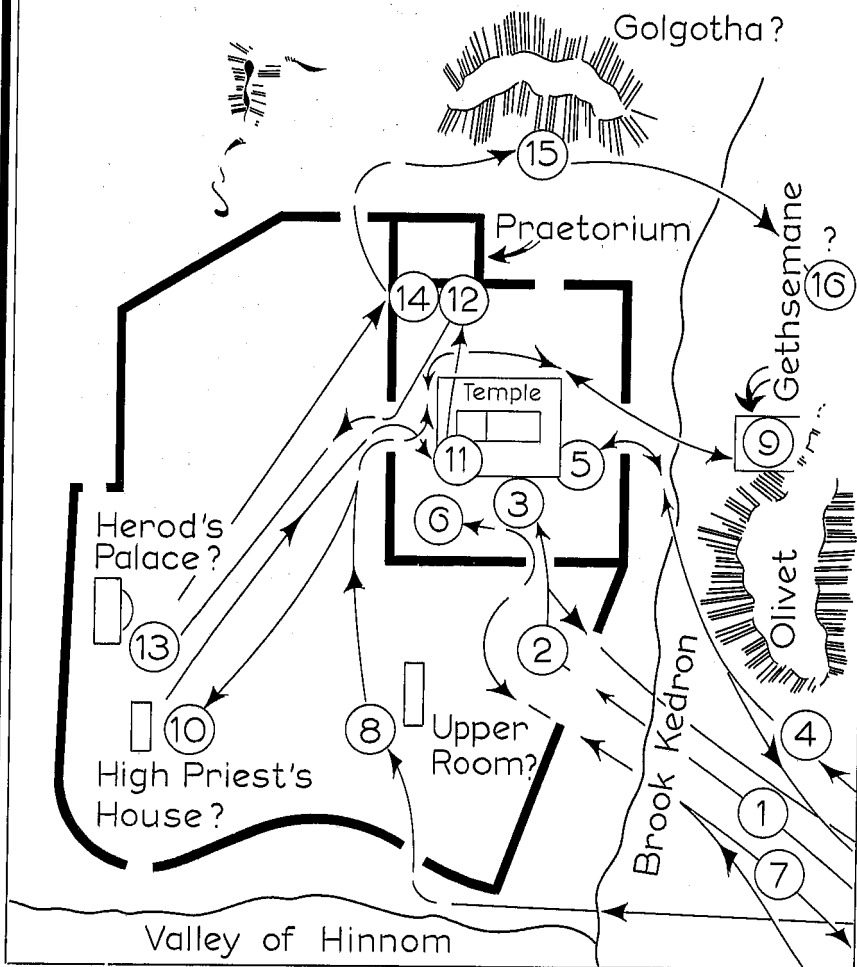 Golgotha?
15
Praetorium
Gethsemane ?
14
12
16
Temple
9
11
5
3
6
Herod's
Palace?
13
2
Olivet
10
8
Upper
Room?
4
High Priest's
House?
Brook Kedron
1
7
Valley of Hinnom